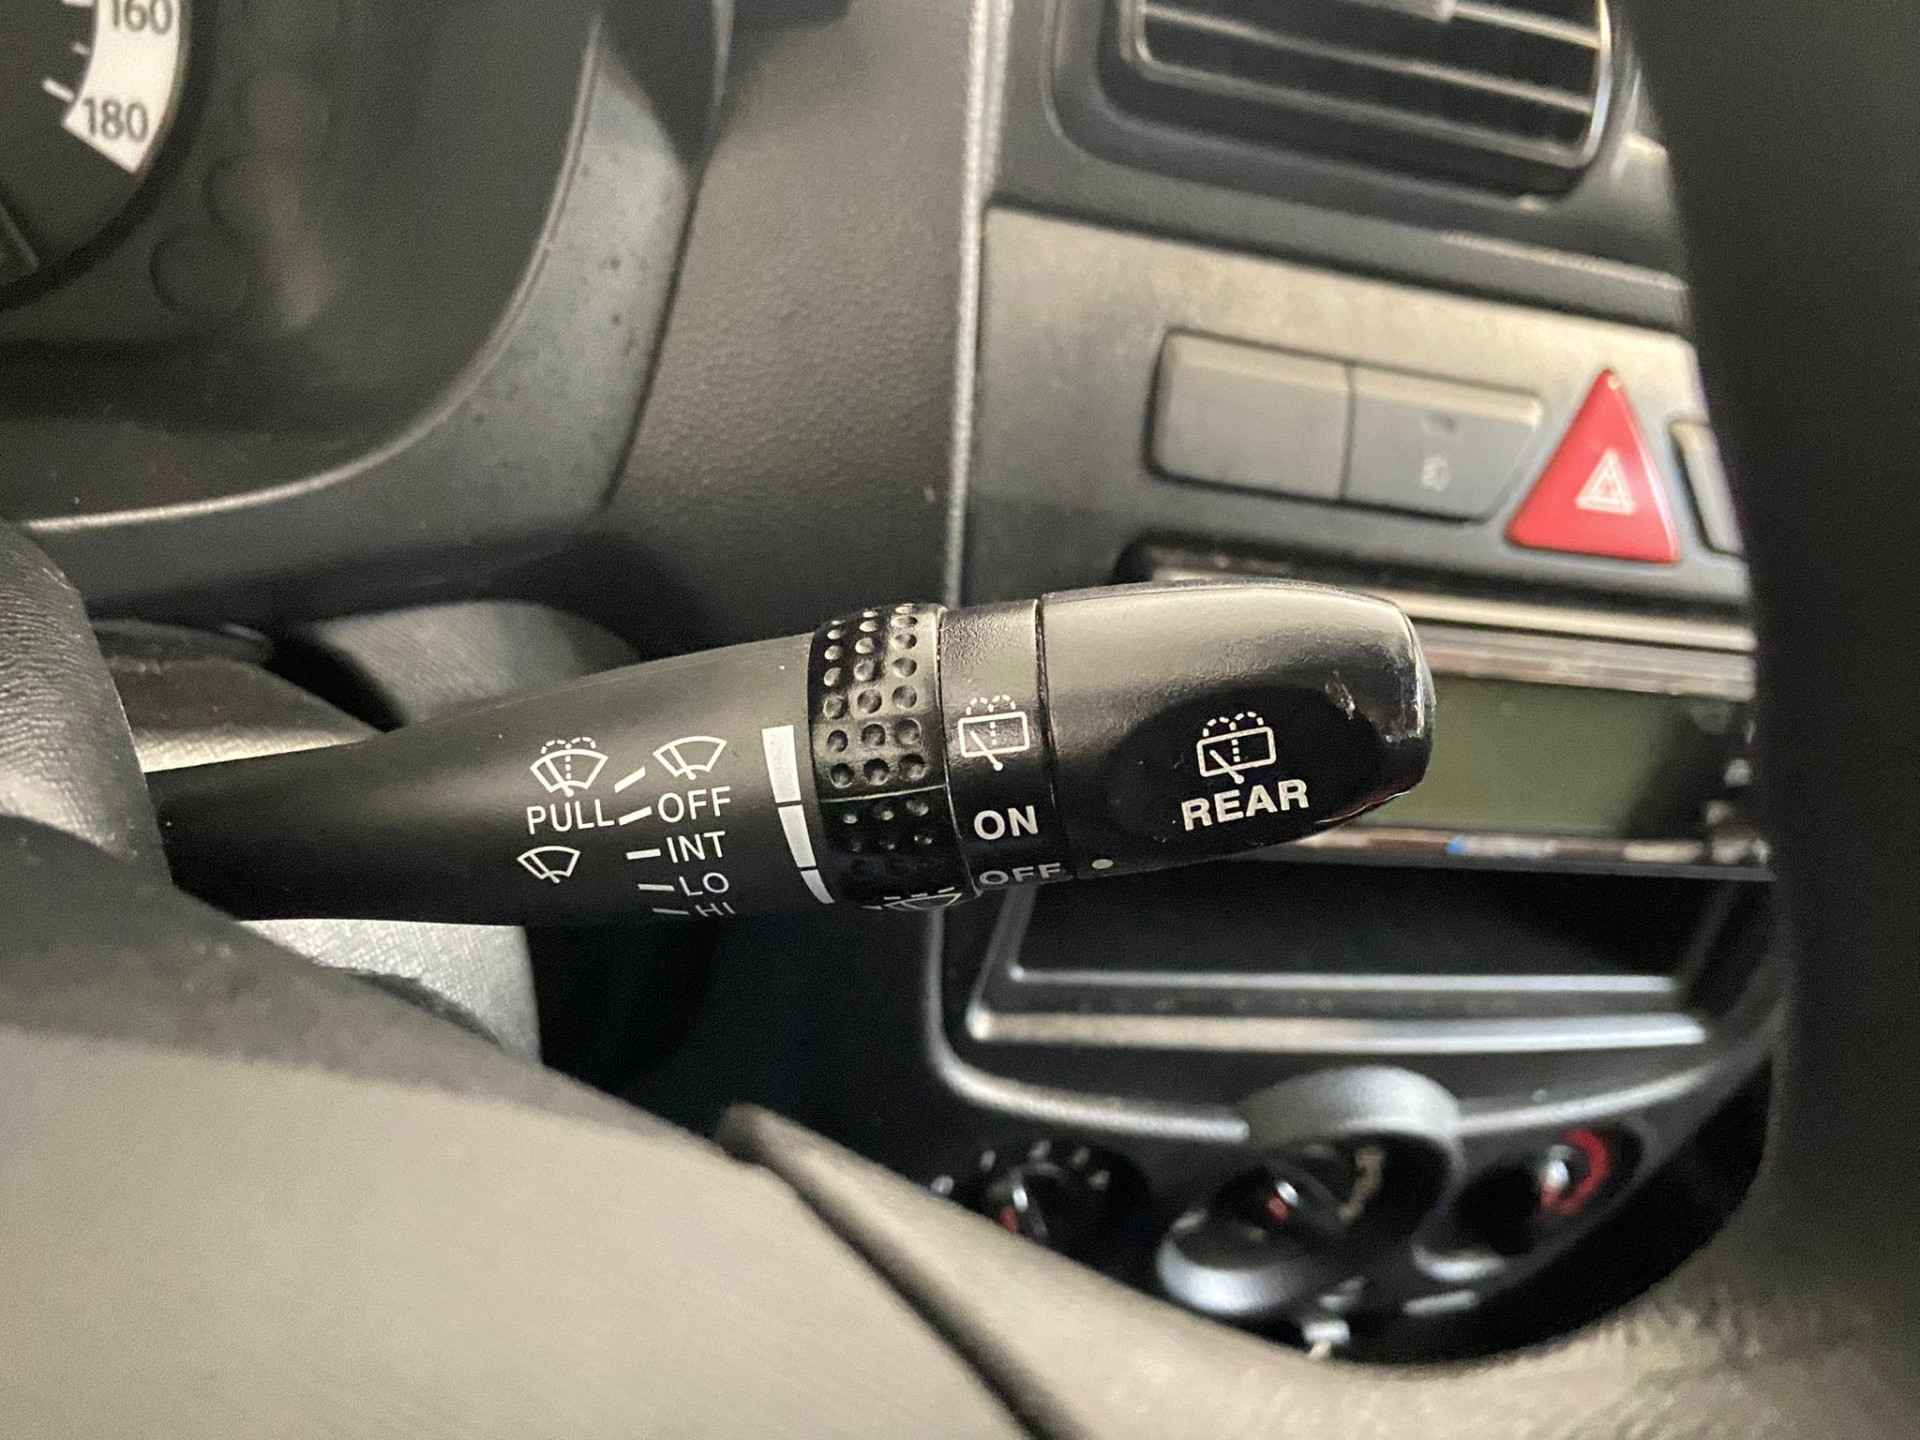 160
180
PULL
OFF
INT
LO
HI
ON
OFF
REAR